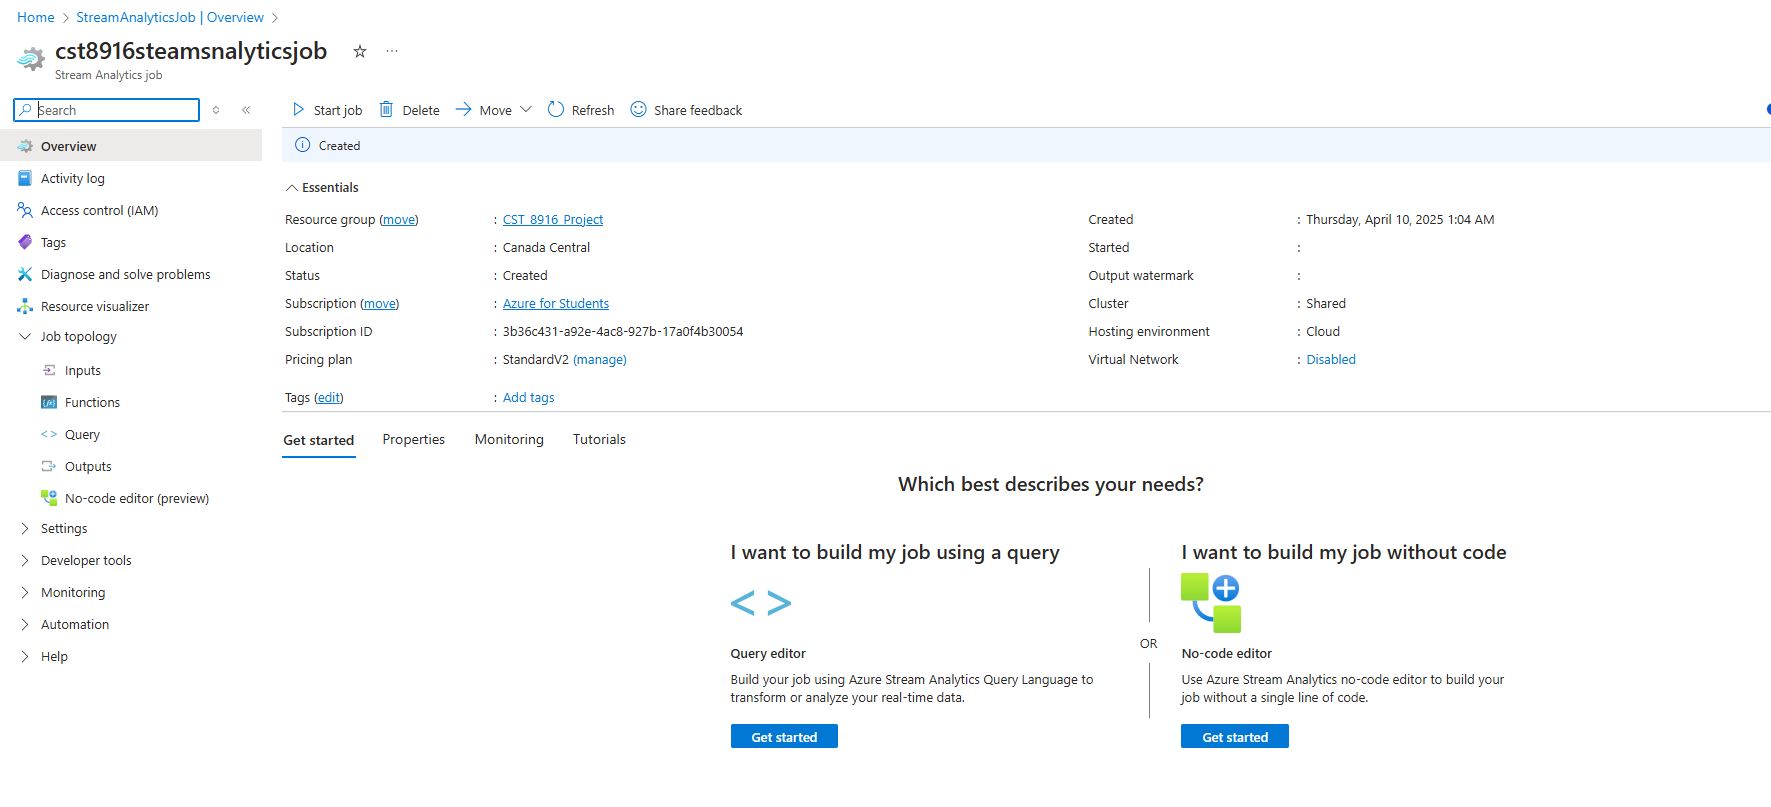 Home > StreamAnalyticsJob | Overview >
cst8916steamsnalyticsjob
Stream Analytics job
Search
Start job Delete Move Refresh Share feedback
Overview
Activity log
Access control (IAM)
Tags
Diagnose and solve problems
Resource visualizer
Job topology
Inputs
Functions
Query
Outputs
No-code editor (preview)
Settings
Developer tools
Monitoring
Automation
Help
Created
Essentials
Resource group (move) : CST_8916_Project
Location : Canada Central
Status : Created
Subscription (move) : Azure for Students
Subscription ID : 3b36c431-a92e-4ac8-927b-17a0f4b30054
Pricing plan : StandardV2 (manage)
Tags (edit) : Add tags
Created : Thursday, April 10, 2025 1:04 AM
Started :
Output watermark :
Cluster : Shared
Hosting environment : Cloud
Virtual Network : Disabled
Get started Properties Monitoring Tutorials
Which best describes your needs?
I want to build my job using a query
< >
Query editor
Build your job using Azure Stream Analytics Query Language to
transform or analyze your real-time data.
Get started
OR
I want to build my job without code
No-code editor
Use Azure Stream Analytics no-code editor to build your
job without a single line of code.
Get started